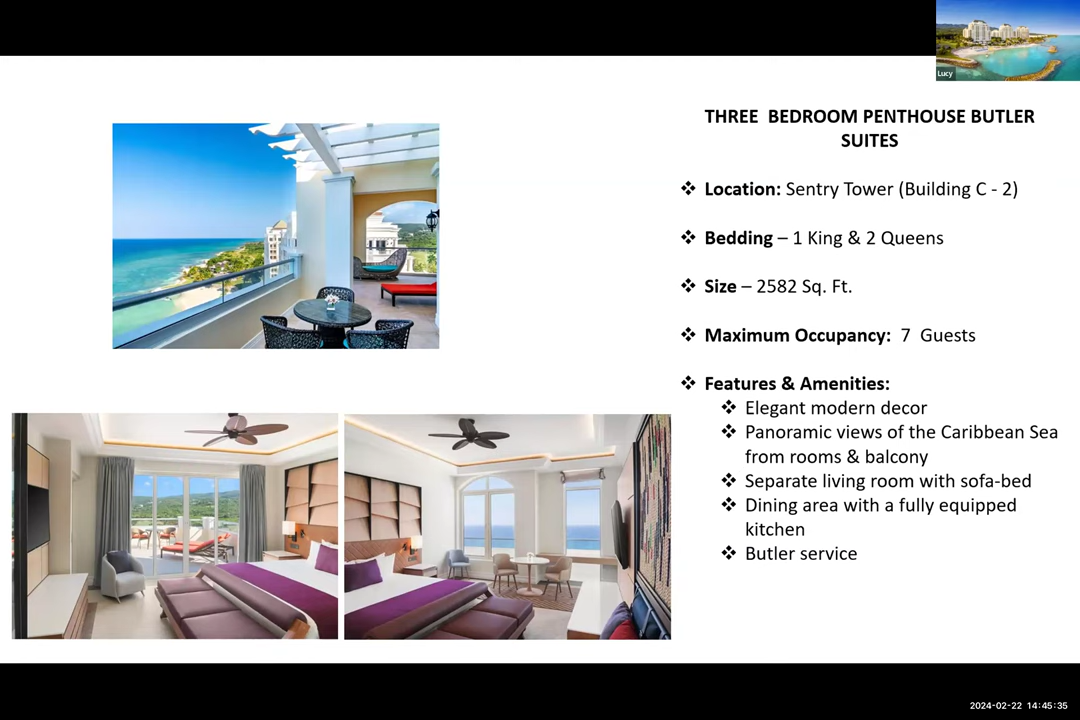 Lucy
THREE BEDROOM PENTHOUSE BUTLER
SUITES
❖ Location: Sentry Tower (Building C - 2)
❖ Bedding – 1 King & 2 Queens
❖ Size – 2582 Sq. Ft.
❖ Maximum Occupancy: 7 Guests
❖ Features & Amenities:
❖ Elegant modern decor
❖ Panoramic views of the Caribbean Sea
from rooms & balcony
❖ Separate living room with sofa-bed
❖ Dining area with a fully equipped
kitchen
❖ Butler service
2024-02-22 14:45:35